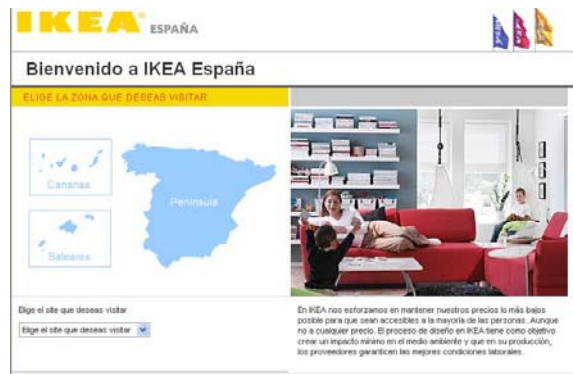 IKEA ESPAÑA
Bienvenido a IKEA España
ELIGE LA ZONA QUE DESEAS VISITAR
Canarias
Península
Baleares
Elige el site que deseas visitar
Elige el site que deseas visitar
En IKEA nos esforzamos en mantener nuestros precios lo más bajos
posible para que sean accesibles a la mayoría de las personas. Aunque
no a cualquier precio. El proceso de diseño en IKEA tiene como objetivo
crear un impacto mínimo en el medio ambiente y que en su producción,
los proveedores garanticen las mejores condiciones laborales.